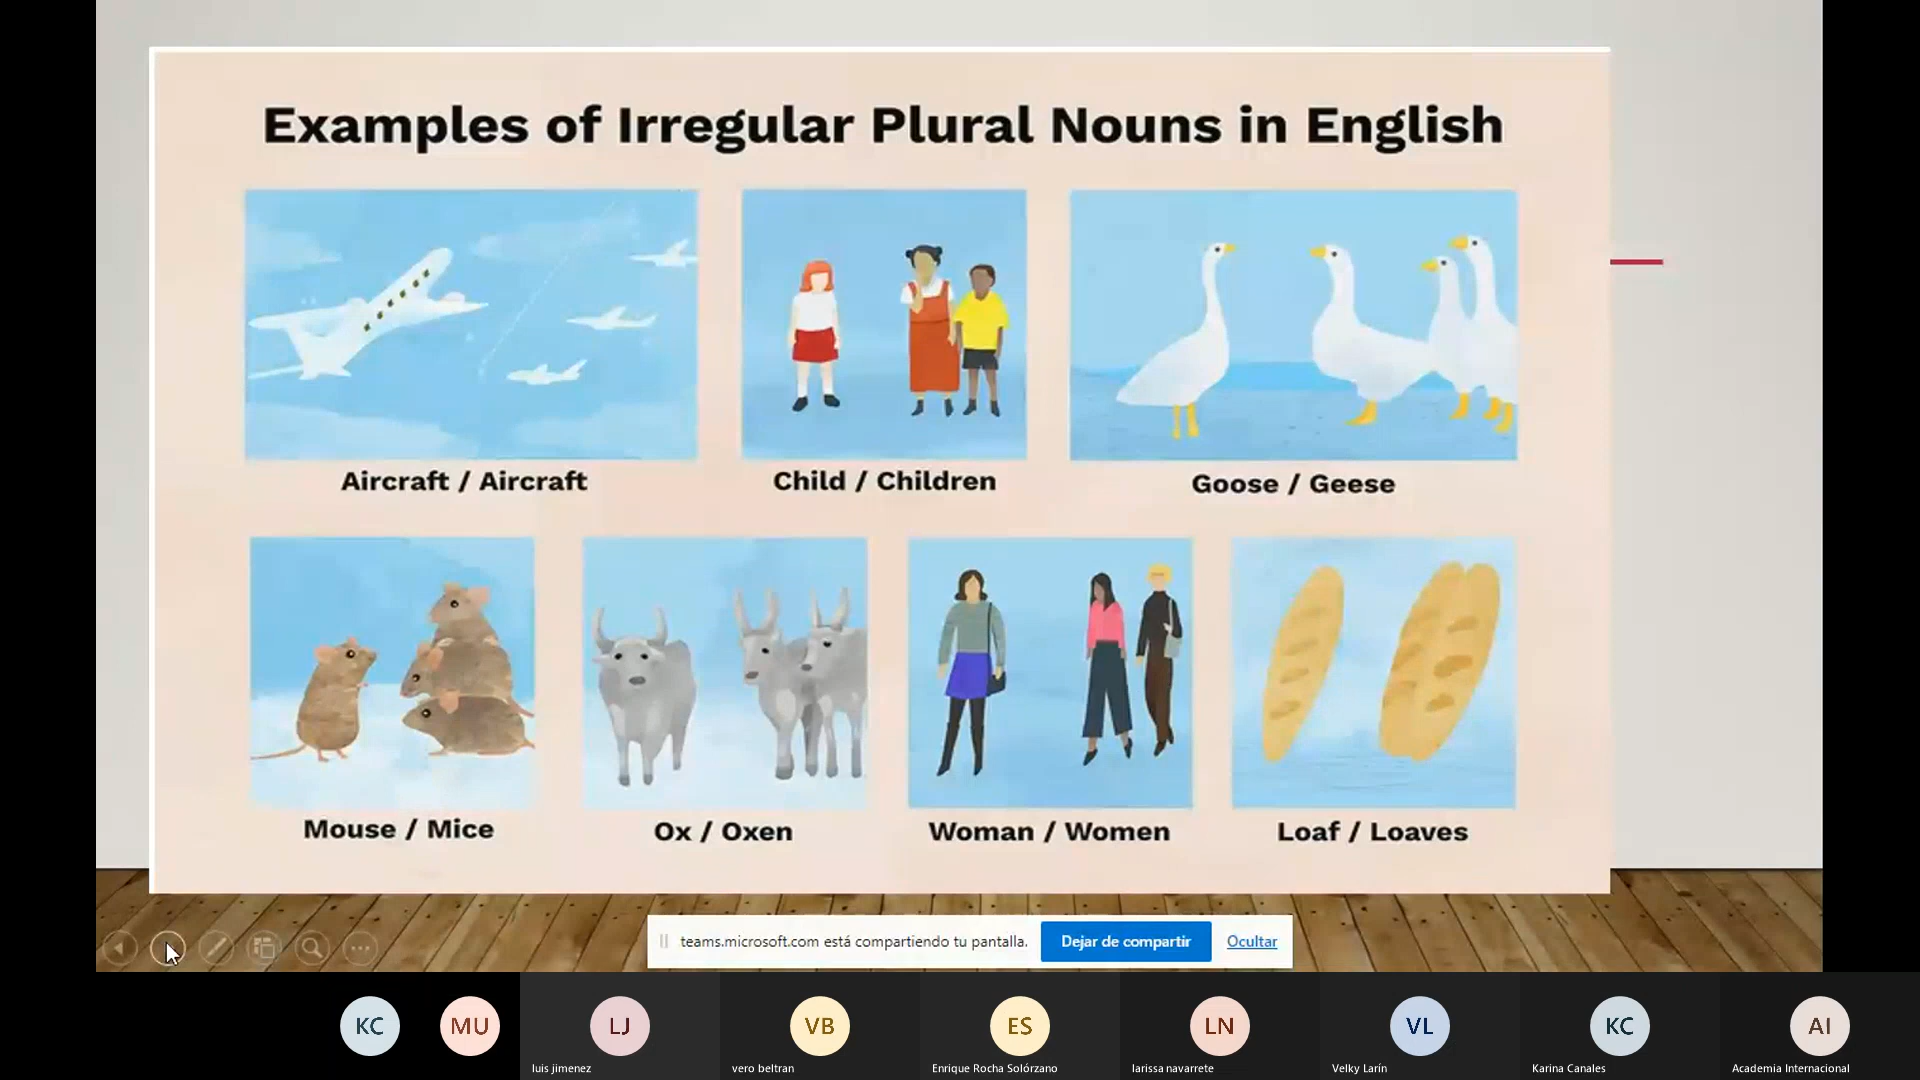 Examples of Irregular Plural Nouns in English
Aircraft / Aircraft
Child / Children
Goose / Geese
Mouse / Mice
Ox / Oxen
Woman / Women
Loaf / Loaves
teams.microsoft.com está compartiendo tu pantalla.
Dejar de compartir
Ocultar
KC
MU
LJ
VB
ES
LN
VL
KC
AI
luis jimenez
vero beltran
Enrique Rocha Solórzano
larissa navarrete
Velky Larín
Karina Canales
Academia Internacional